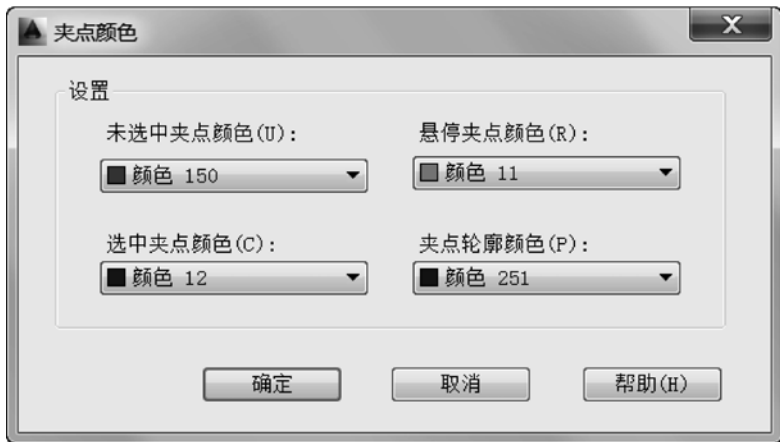 夹点颜色
设置
未选中夹点颜色(U):
悬停夹点颜色(R):
颜色 150
颜色 11
选中夹点颜色(C):
夹点轮廓颜色(P):
颜色 12
颜色 251
确定
取消
帮助(H)